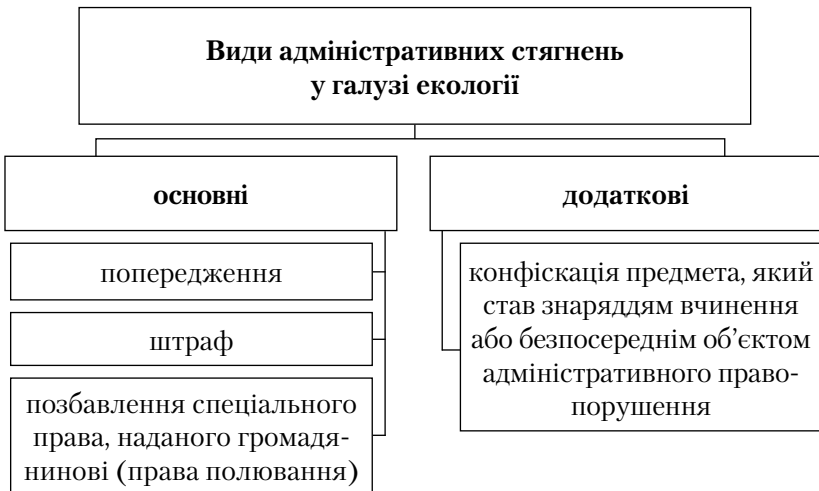 Види адміністративних стягнень
у галузі екології
основні
попередження
штраф
позбавлення спеціального
права, наданого громадя-
нинові (права полювання)
додаткові
конфіскація предмета, який
став знаряддям вчинення
або безпосереднім об’єктом
адміністративного право-
порушення